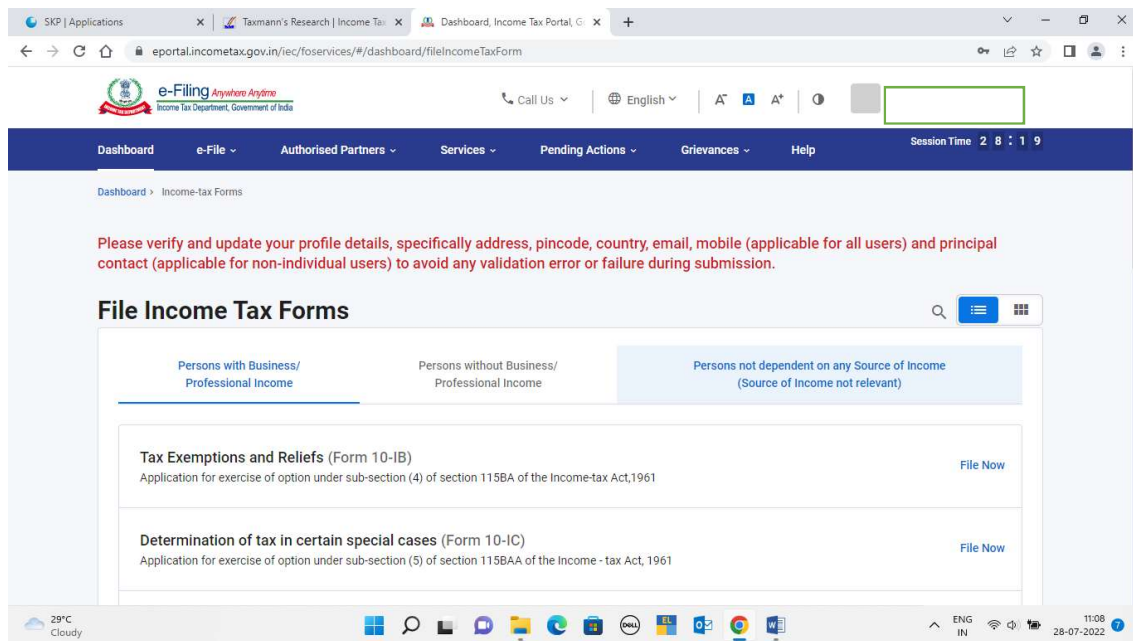 SKP | Applications
Taxmann's Research | Income Tax
Dashboard, Income Tax Portal, G
eportal.incometax.gov.in/iec/foservices/#/dashboard/fileIncomeTaxForm
e-Filing Anywhere Anytime
Income Tax Department, Government of India
Call Us
English
A-
A
A+
Dashboard
e-File
Authorised Partners
Services
Pending Actions
Grievances
Help
Session Time 2 8 : 1 9
Dashboard > Income-tax Forms
Please verify and update your profile details, specifically address, pincode, country, email, mobile (applicable for all users) and principal
contact (applicable for non-individual users) to avoid any validation error or failure during submission.
File Income Tax Forms
Persons with Business/
Professional Income
Persons without Business/
Professional Income
Persons not dependent on any Source of Income
(Source of Income not relevant)
Tax Exemptions and Reliefs (Form 10-IB)
Application for exercise of option under sub-section (4) of section 115BA of the Income-tax Act,1961
File Now
Determination of tax in certain special cases (Form 10-IC)
Application for exercise of option under sub-section (5) of section 115BAA of the Income - tax Act, 1961
File Now
29°C
Cloudy
DELL
EL
ENG
IN
11:08
28-07-2022
7